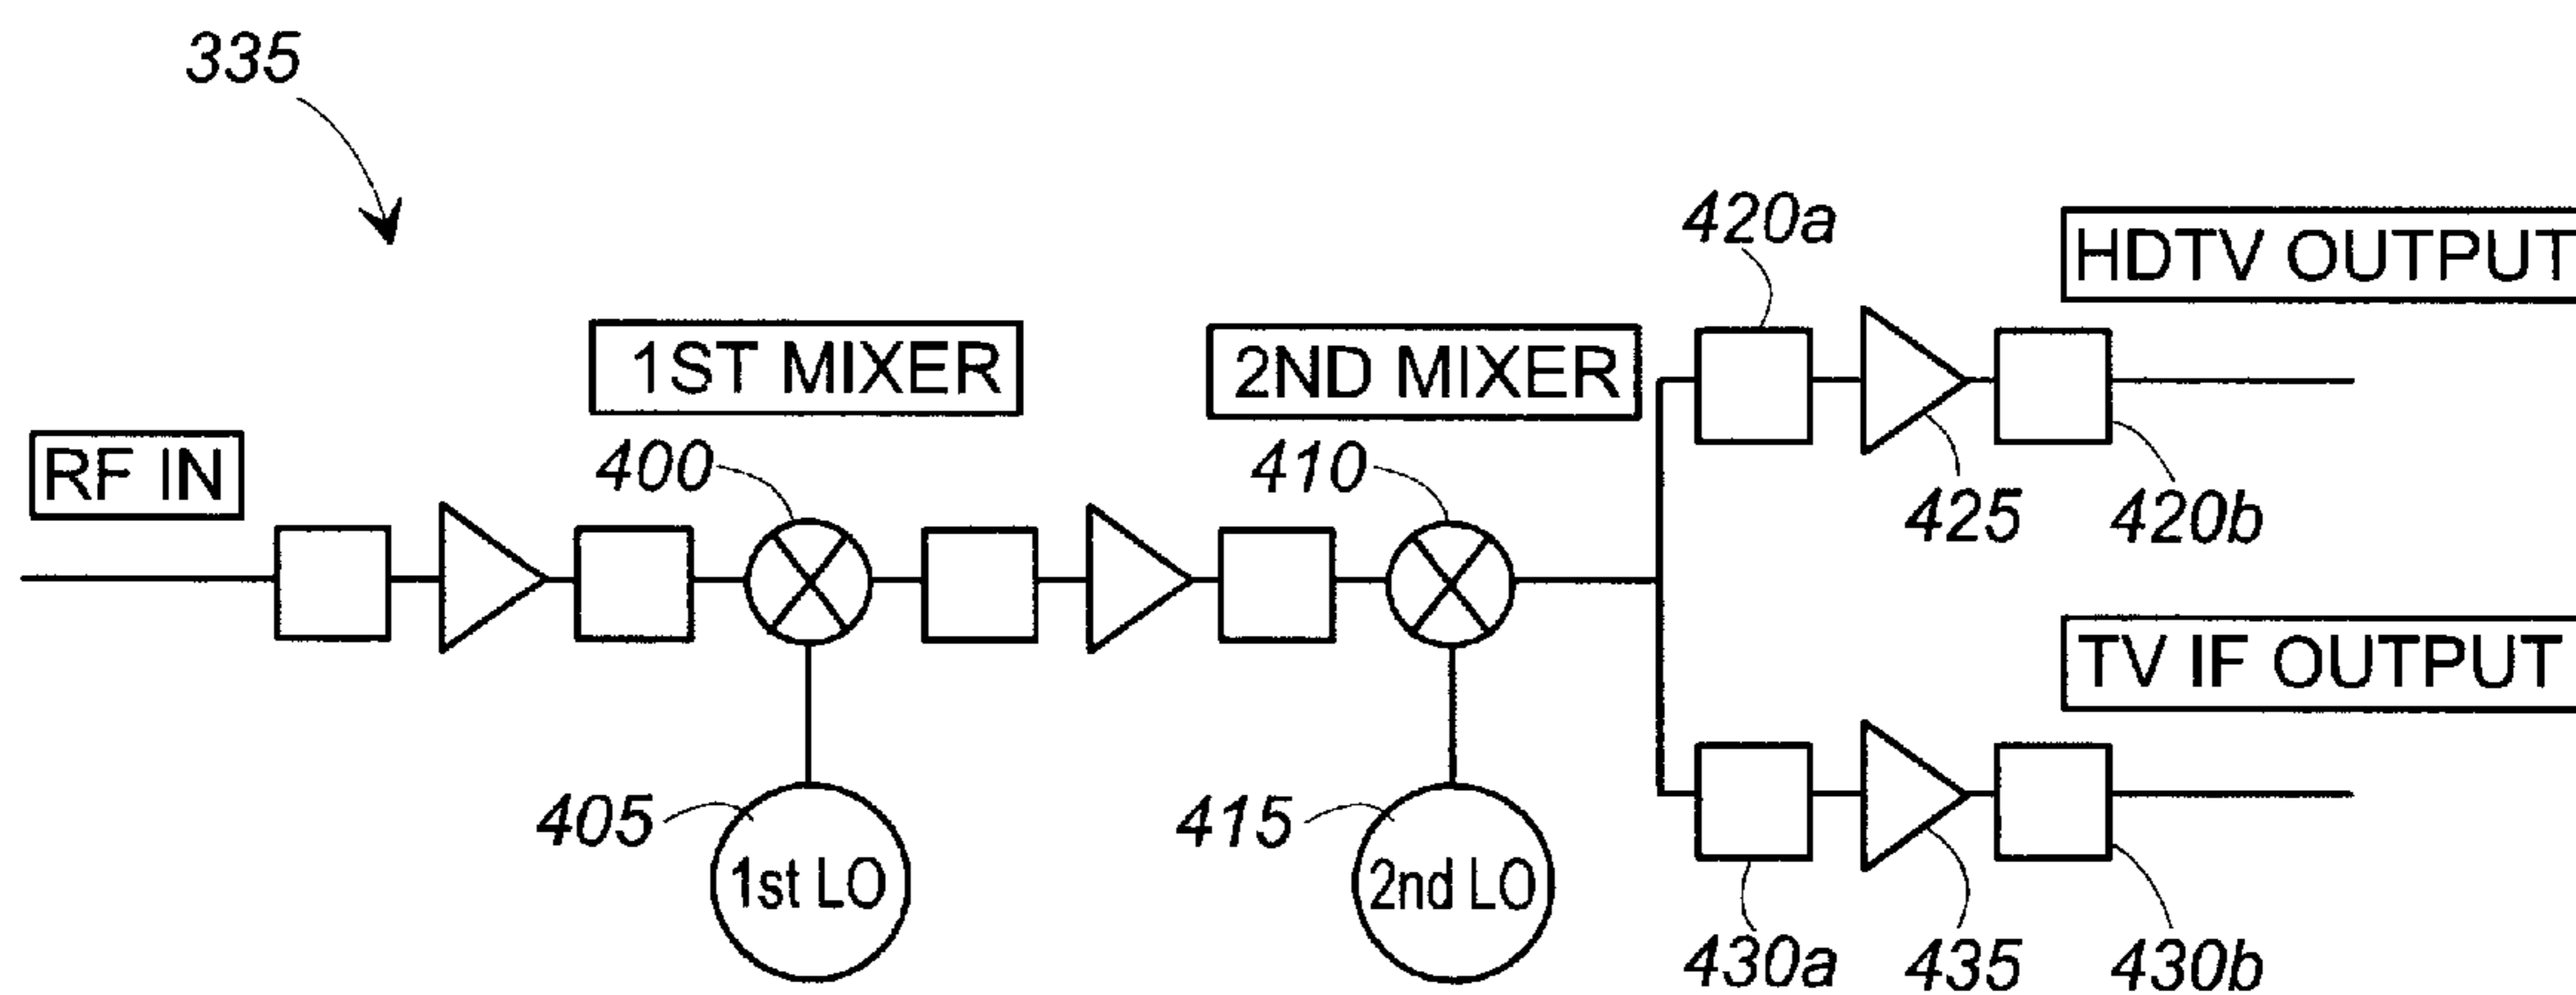 335
420a
HDTV OUTPUT
1ST MIXER
2ND MIXER
RF IN
400
410
425
420b
TV IF OUTPUT
405
1st LO
415
2nd LO
430a
435
430b